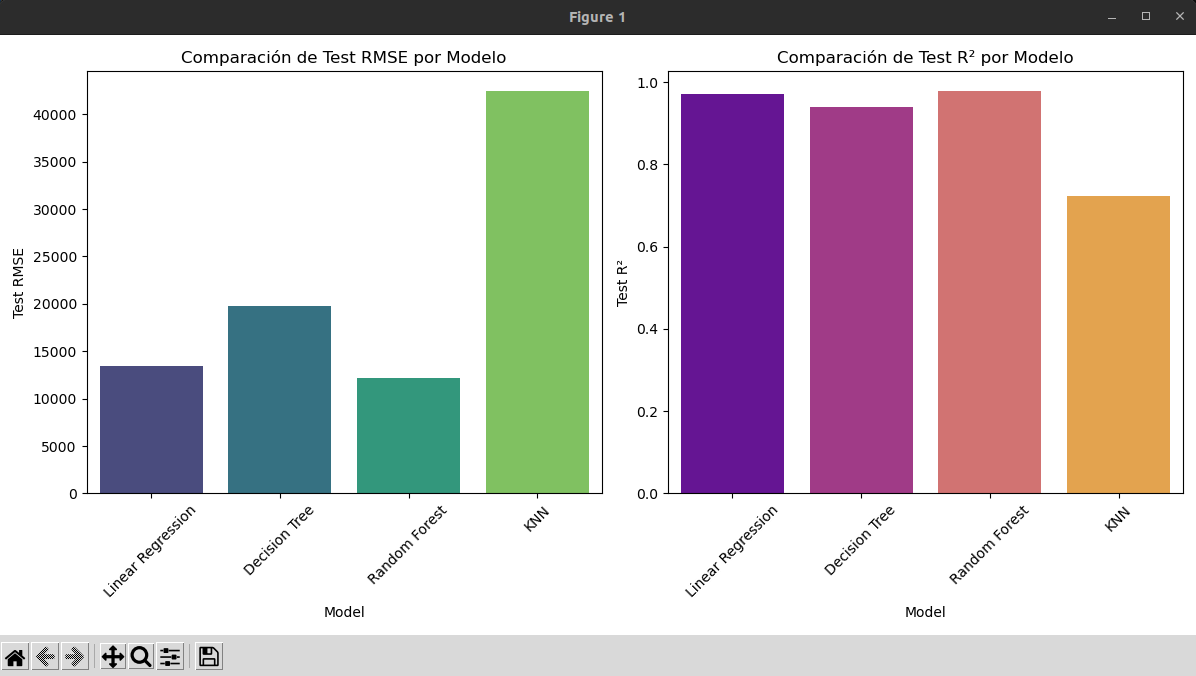 Figure 1
Comparación de Test RMSE por Modelo
Test RMSE
40000
35000
30000
25000
20000
15000
10000
5000
0
Linear Regression
Decision Tree
Random Forest
KNN
Model
Comparación de Test R² por Modelo
Test R²
1.0
0.8
0.6
0.4
0.2
0.0
Linear Regression
Decision Tree
Random Forest
KNN
Model